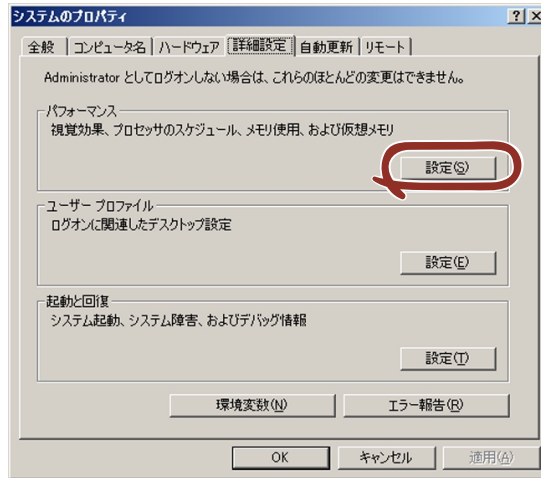 システムのプロパティ
全般 コンピュータ名 ハードウェア 詳細設定 自動更新 リモート
Administrator としてログオンしない場合は、これらのほとんどの変更はできません。
パフォーマンス
視覚効果、プロセッサのスケジュール、メモリ使用、および仮想メモリ
設定(S)
ユーザー プロファイル
ログオンに関連したデスクトップ設定
設定(E)
起動と回復
システム起動、システム障害、およびデバッグ情報
設定(T)
環境変数(N) エラー報告(R)
OK キャンセル 適用(A)